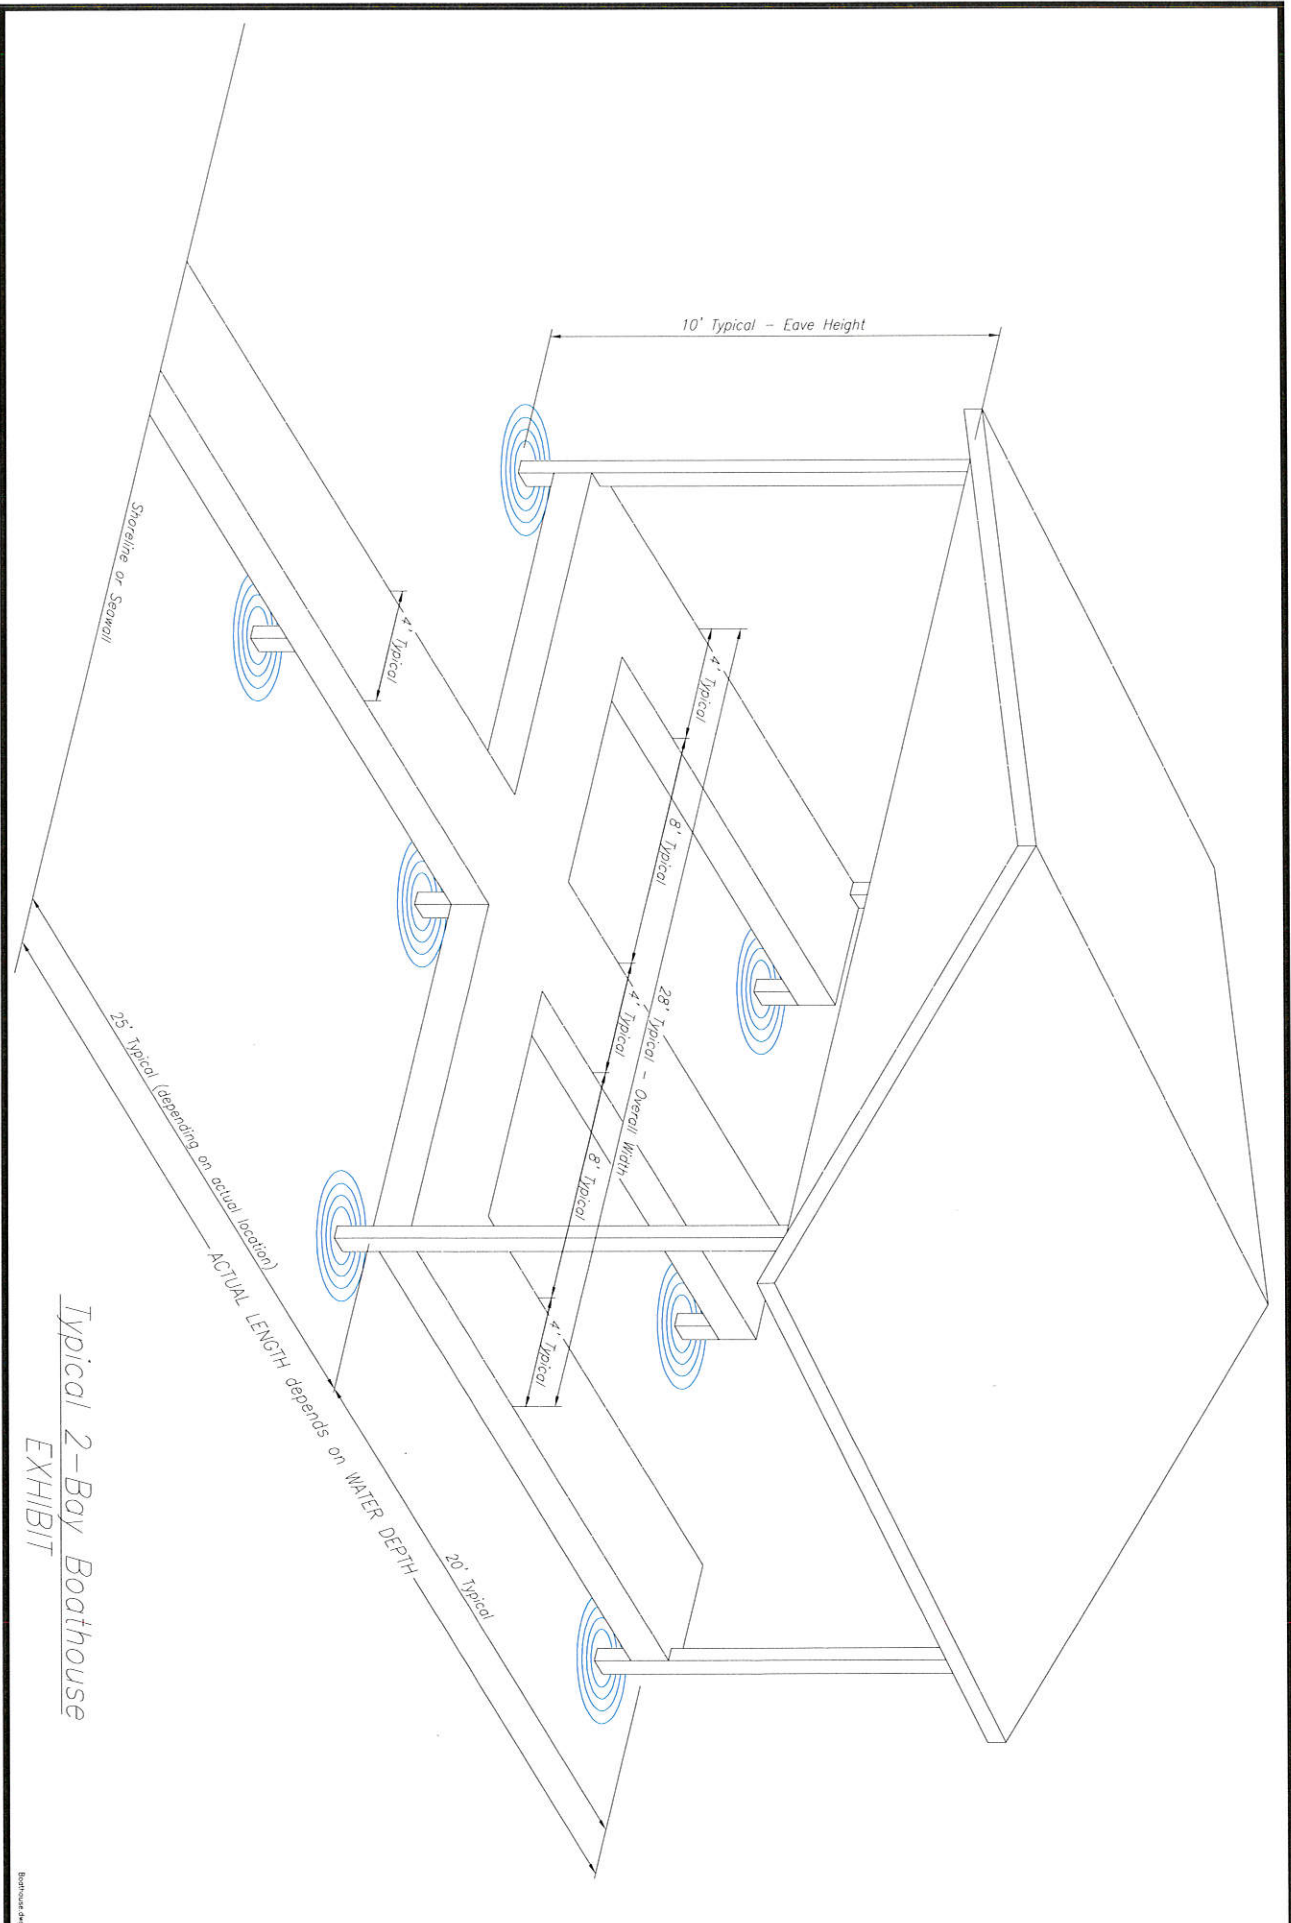 10' Typical - Eave Height
4' Typical
Shoreline or Seawall
4' Typical
8' Typical
4' Typical
8' Typical
4' Typical
28' Typical - Overall Width
25' Typical (depending on actual location)
20' Typical
ACTUAL LENGTH depends on WATER DEPTH
Typical 2-Bay Boathouse
EXHIBIT